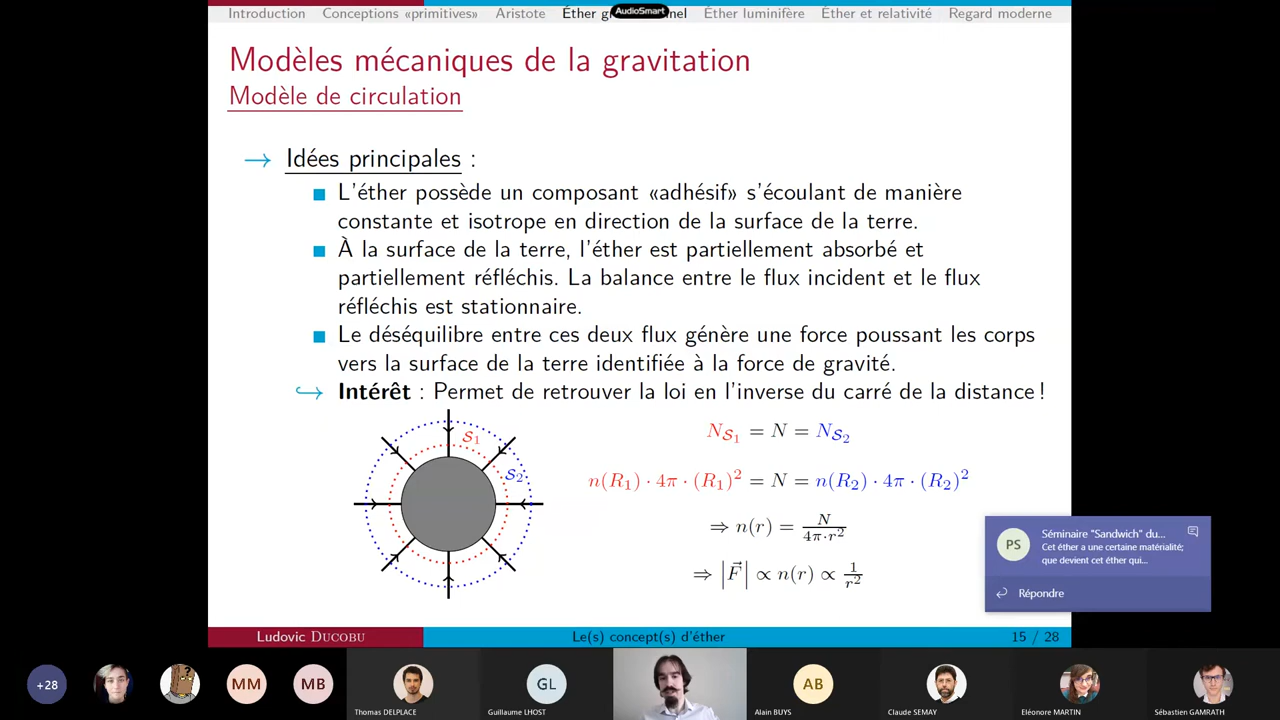 Introduction Conceptions «primitives» Aristote Éther gr nnel Éther luminifère Éther et relativité Regard moderne
AudioSmart
Modèles mécaniques de la gravitation
Modèle de circulation
→ Idées principales :
L'éther possède un composant «adhésif» s'écoulant de manière
constante et isotrope en direction de la surface de la terre.
À la surface de la terre, l'éther est partiellement absorbé et
partiellement réfléchis. La balance entre le flux incident et le flux
réfléchis est stationnaire.
Le déséquilibre entre ces deux flux génère une force poussant les corps
vers la surface de la terre identifiée à la force de gravité.
↪ Intérêt : Permet de retrouver la loi en l'inverse du carré de la distance !
S₁
S₂
N_S₁ = N = N_S₂
n(R₁) · 4π · (R₁)² = N = n(R₂) · 4π · (R₂)²
⇒ n(r) = N / 4π·r²
⇒ |F⃗| ∝ n(r) ∝ 1 / r²
PS
Séminaire "Sandwich" du...
Cet éther a une certaine matérialité;
que devient cet éther qui...
Répondre
Ludovic DUCOBU Le(s) concept(s) d'éther 15 / 28
+28 MM MB GL AB
Thomas DELPLACE Guillaume LHOST Alain BUYS Claude SEMAY Eléonore MARTIN Sébastien GAMRATH